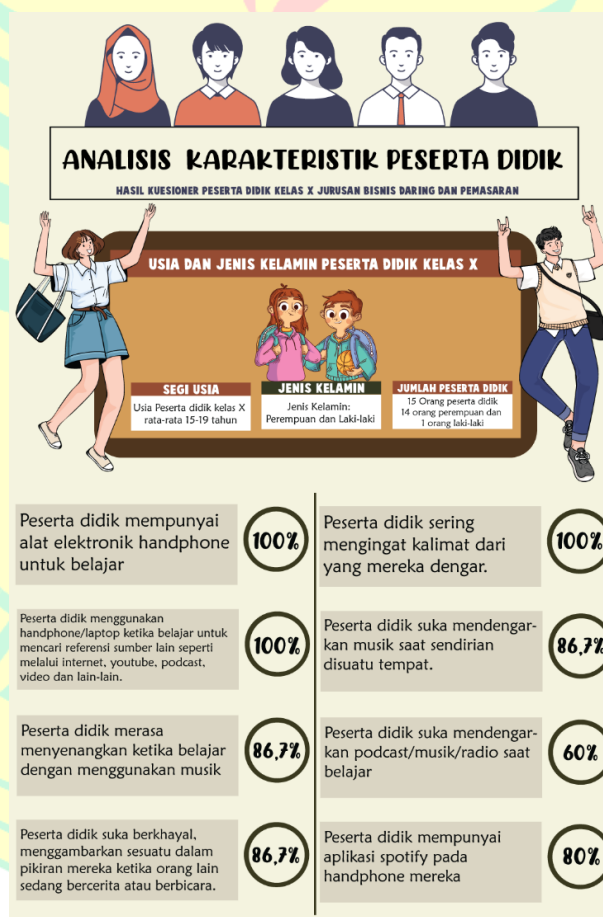 ANALISIS KARAKTERISTIK PESERTA DIDIK
HASIL KUESIONER PESERTA DIDIK KELAS X JURUSAN BISNIS DARING DAN PEMASARAN
USIA DAN JENIS KELAMIN PESERTA DIDIK KELAS X
SEGI USIA
Usia Peserta didik kelas X
rata-rata 15-19 tahun
JENIS KELAMIN
Jenis Kelamin:
Perempuan dan Laki-laki
JUMLAH PESERTA DIDIK
15 Orang peserta didik
14 orang perempuan dan
1 orang laki-laki
Peserta didik mempunyai
alat elektronik handphone
untuk belajar
100%
Peserta didik menggunakan
handphone/laptop ketika belajar untuk
mencari referensi sumber lain seperti
melalui internet, youtube, podcast,
video dan lain-lain.
100%
Peserta didik merasa
menyenangkan ketika belajar
dengan menggunakan musik
86,7%
Peserta didik suka berkhayal,
menggambarkan sesuatu dalam
pikiran mereka ketika orang lain
sedang bercerita atau berbicara.
86,7%
Peserta didik sering
mengingat kalimat dari
yang mereka dengar.
100%
Peserta didik suka mendengar-
kan musik saat sendirian
disuatu tempat.
86,7%
Peserta didik suka mendengar-
kan podcast/musik/radio saat
belajar
60%
Peserta didik mempunyai
aplikasi spotify pada
handphone mereka
80%